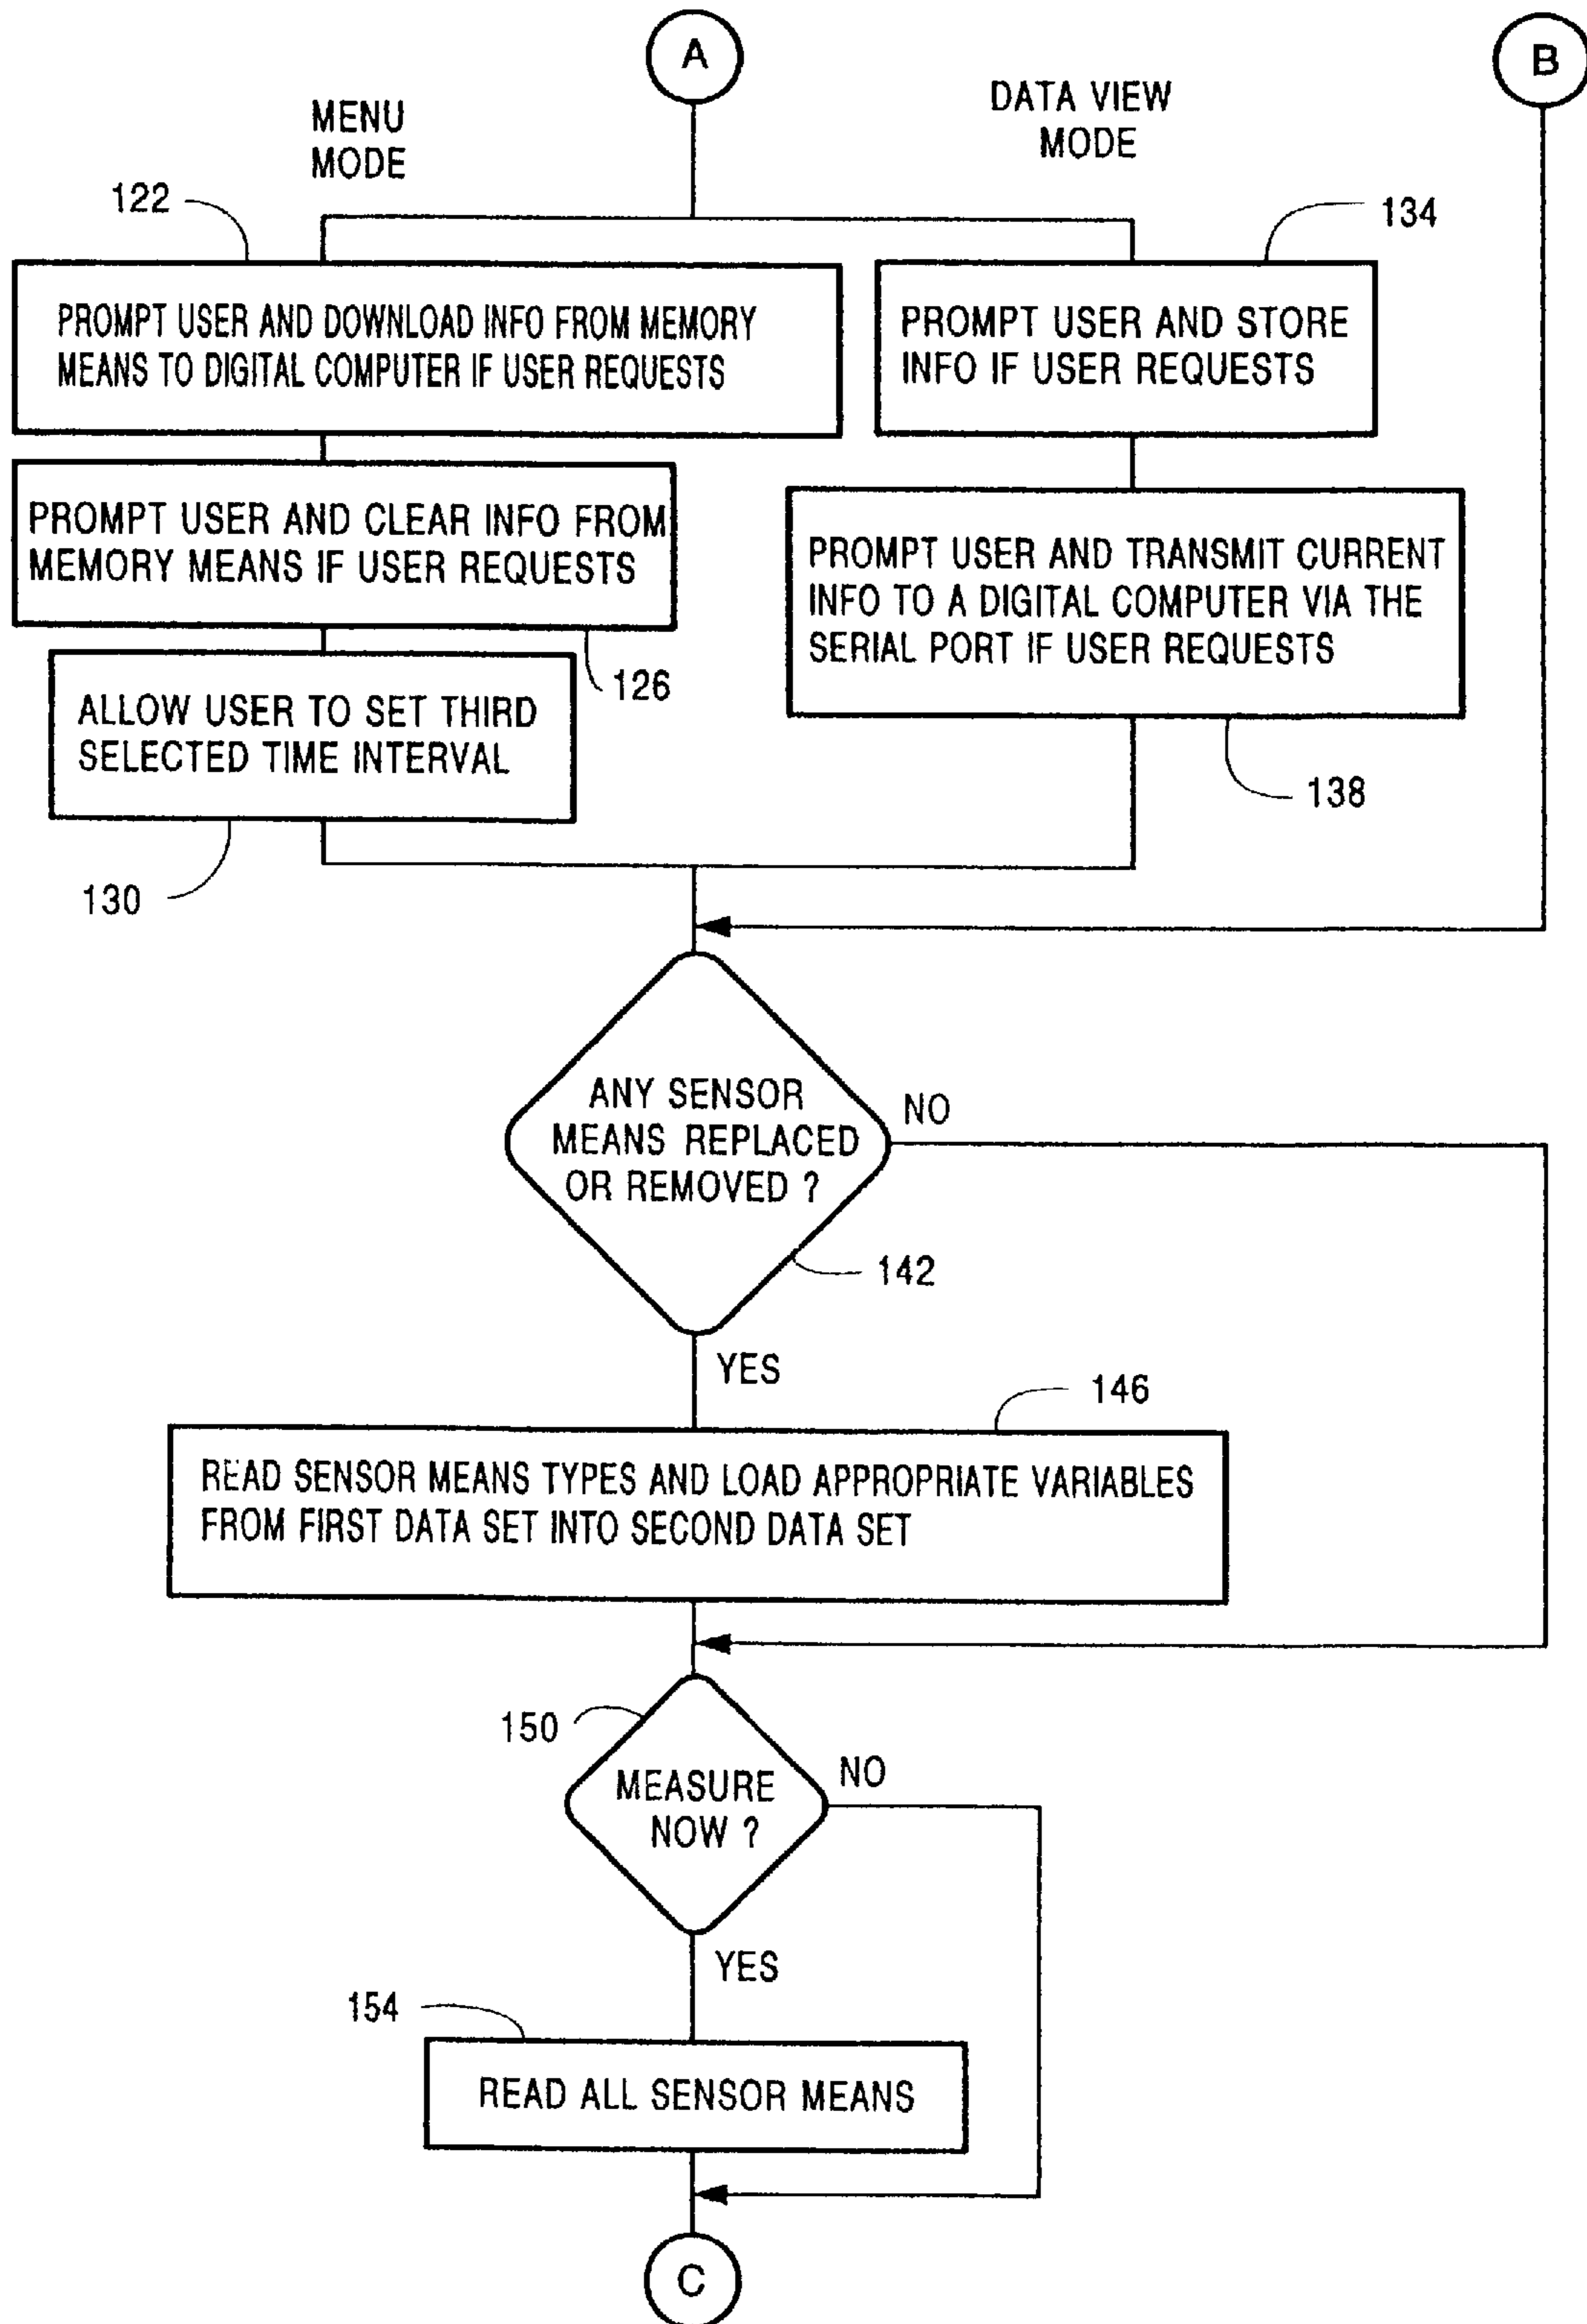 A
B
MENU
MODE
DATA VIEW
MODE
122
134
PROMPT USER AND DOWNLOAD INFO FROM MEMORY
MEANS TO DIGITAL COMPUTER IF USER REQUESTS
PROMPT USER AND STORE
INFO IF USER REQUESTS
PROMPT USER AND CLEAR INFO FROM
MEMORY MEANS IF USER REQUESTS
126
PROMPT USER AND TRANSMIT CURRENT
INFO TO A DIGITAL COMPUTER VIA THE
SERIAL PORT IF USER REQUESTS
138
ALLOW USER TO SET THIRD
SELECTED TIME INTERVAL
130
ANY SENSOR
MEANS REPLACED
OR REMOVED ?
NO
142
YES
146
READ SENSOR MEANS TYPES AND LOAD APPROPRIATE VARIABLES
FROM FIRST DATA SET INTO SECOND DATA SET
150
MEASURE
NOW ?
NO
YES
154
READ ALL SENSOR MEANS
C